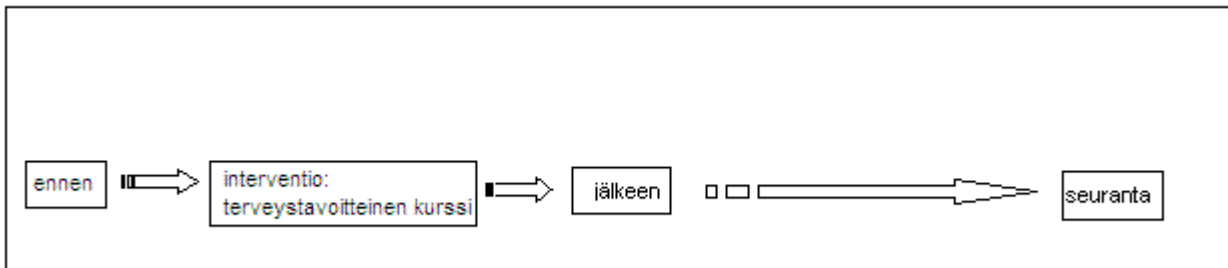 ennen
interventio:
terveystavoitteinen kurssi
jälkeen
seuranta